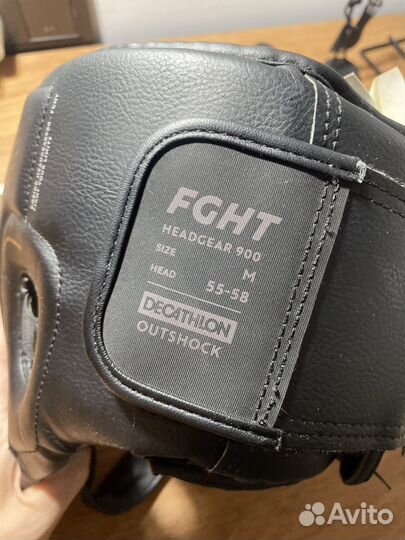 FGHT
HEADGEAR 900
SIZE M
HEAD 55-58
DECATHLON
OUTSHOCK
Avito